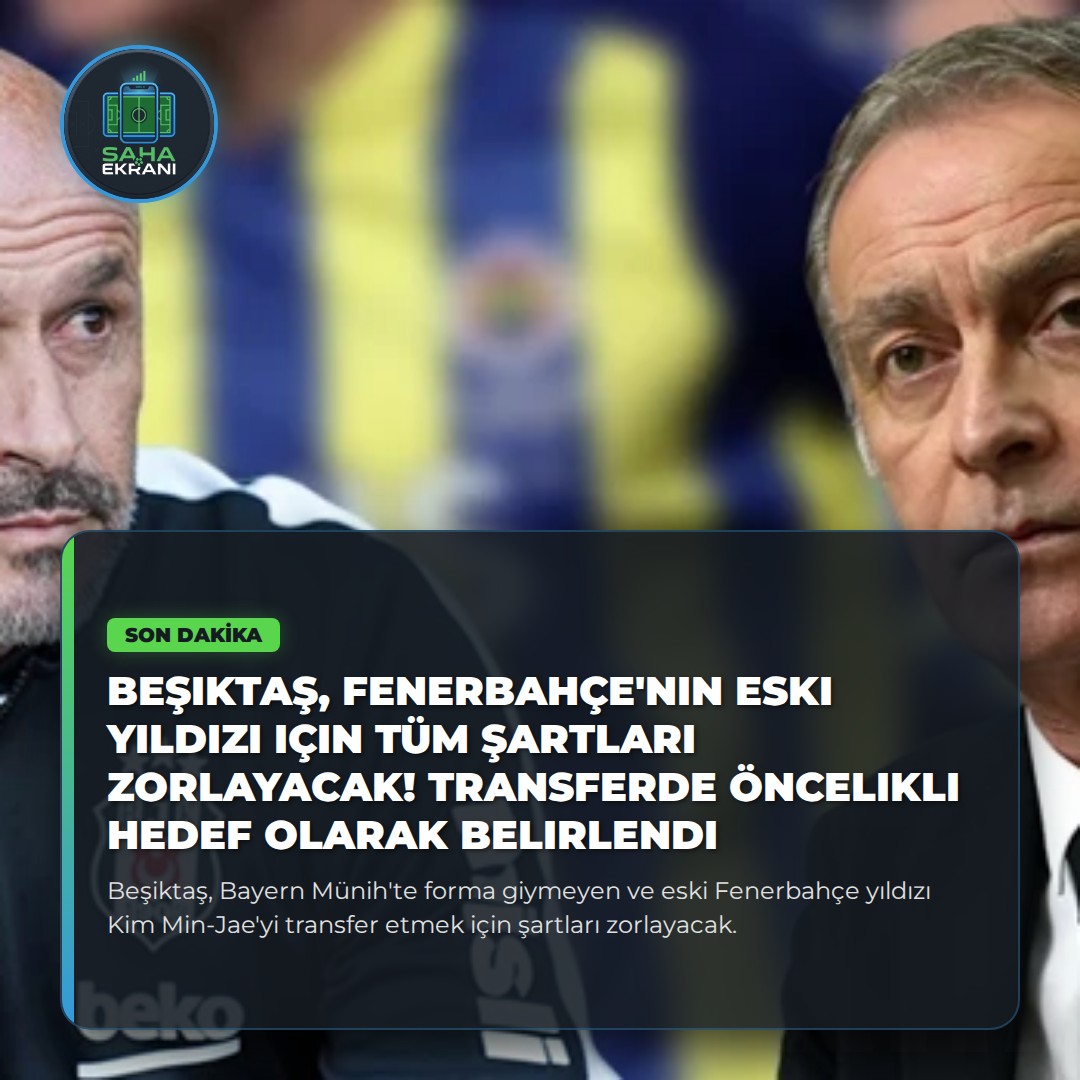 SAHA
EKRANI
SON DAKİKA
BEŞIKTAŞ, FENERBAHÇE'NIN ESKI
YILDIZI IÇIN TÜM ŞARTLARI
ZORLAYACAK! TRANSFERDE ÖNCELIKLI
HEDEF OLARAK BELIRLENDI
Beşiktaş, Bayern Münih'te forma giymeyen ve eski Fenerbahçe yıldızı
Kim Min-Jae'yi transfer etmek için şartları zorlayacak.
beko